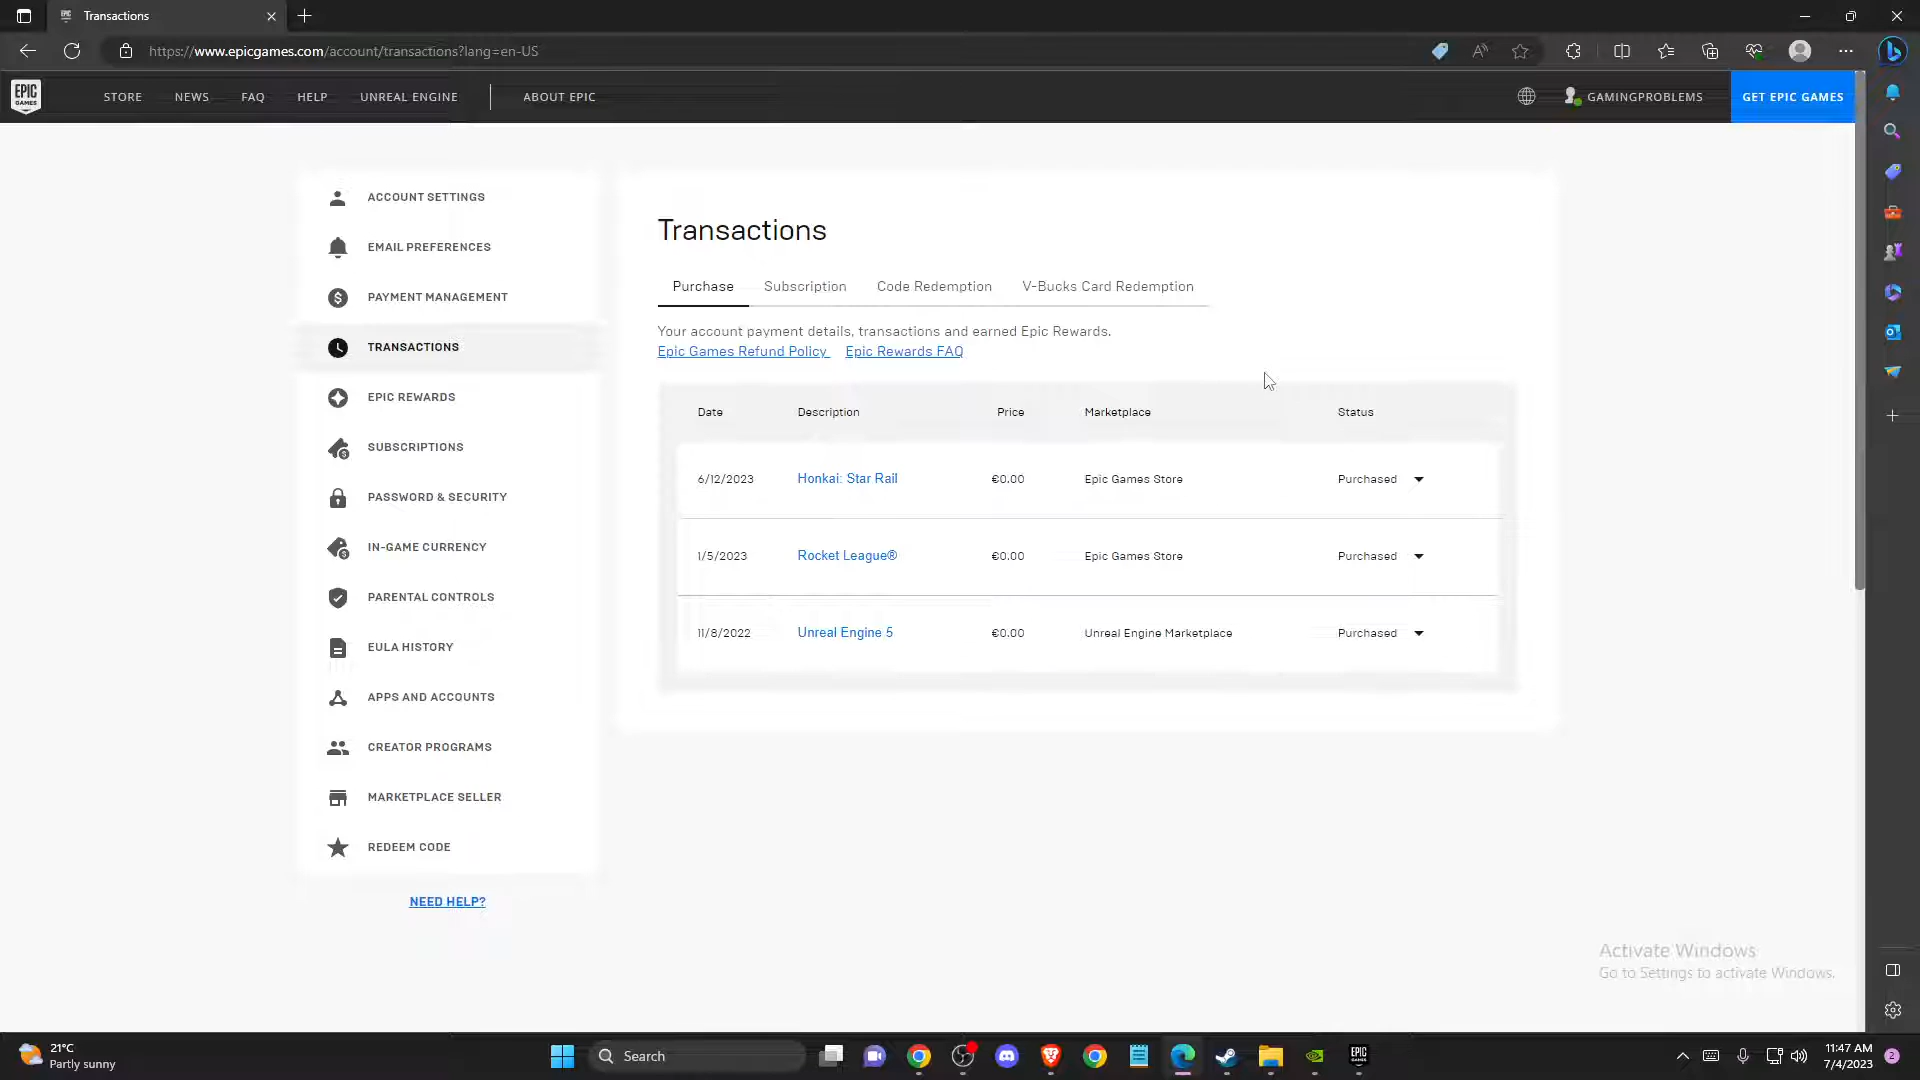 Transactions
https://www.epicgames.com/account/transactions?lang=en-US
EPIC GAMES
STORE
NEWS
FAQ
HELP
UNREAL ENGINE
ABOUT EPIC
GAMINGPROBLEMS
GET EPIC GAMES
ACCOUNT SETTINGS
EMAIL PREFERENCES
PAYMENT MANAGEMENT
TRANSACTIONS
EPIC REWARDS
SUBSCRIPTIONS
PASSWORD & SECURITY
IN-GAME CURRENCY
PARENTAL CONTROLS
EULA HISTORY
APPS AND ACCOUNTS
CREATOR PROGRAMS
MARKETPLACE SELLER
REDEEM CODE
NEED HELP?
Transactions
Purchase Subscription Code Redemption V-Bucks Card Redemption
Your account payment details, transactions and earned Epic Rewards.
Epic Games Refund Policy Epic Rewards FAQ
Date Description Price Marketplace Status
6/12/2023 Honkai: Star Rail €0.00 Epic Games Store Purchased
1/5/2023 Rocket League® €0.00 Epic Games Store Purchased
11/8/2022 Unreal Engine 5 €0.00 Unreal Engine Marketplace Purchased
Activate Windows
Go to Settings to activate Windows.
21°C
Partly sunny
Search
EPIC GAMES
11:47 AM
7/4/2023
2